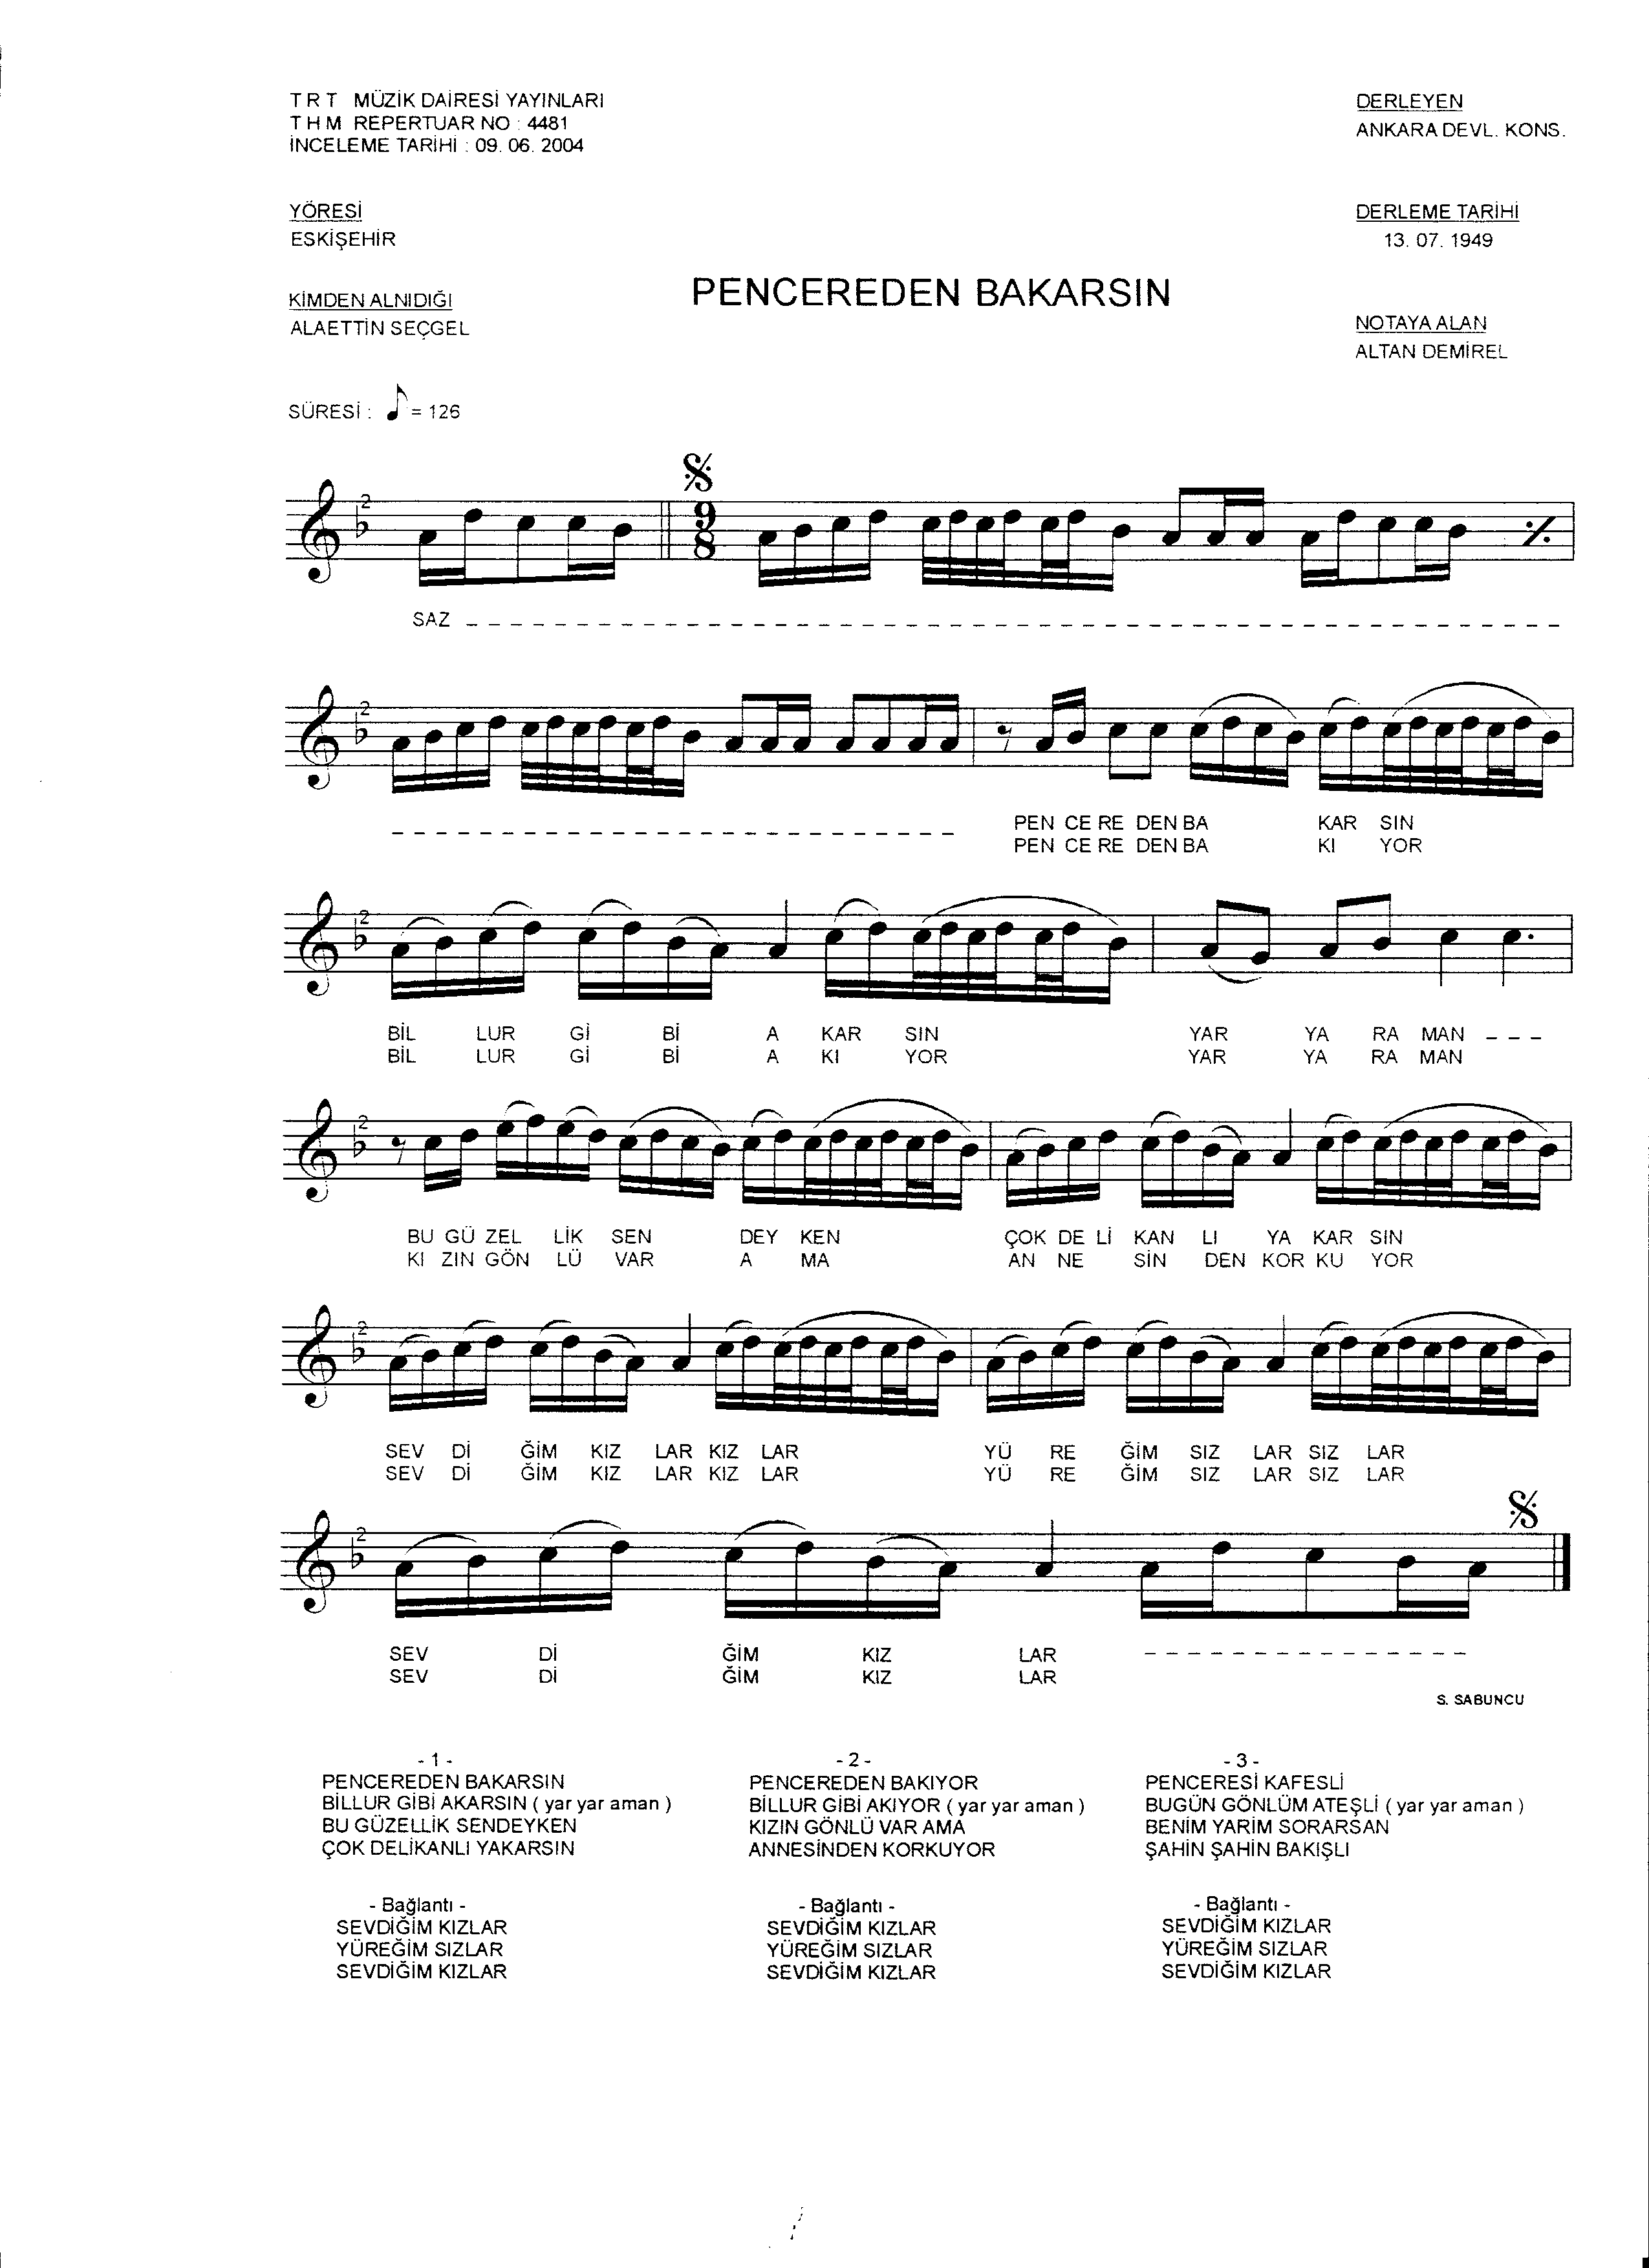 T R T MÜZİK DAİRESİ YAYINLARI
T H M REPERTUAR NO : 4481
İNCELEME TARİHİ : 09. 06. 2004
DERLEYEN
ANKARA DEVL. KONS.
YÖRESİ
ESKİŞEHİR
DERLEME TARİHİ
13. 07. 1949
PENCEREDEN BAKARSIN
KİMDEN ALNIDIĞI
ALAETTİN SEÇGEL
NOTAYA ALAN
ALTAN DEMİREL
SÜRESİ : = 126
2
9
8
SAZ
2
PEN CE RE DEN BA KAR SIN
PEN CE RE DEN BA KI YOR
2
BİL LUR Gİ Bİ A KAR SIN YAR YA RA MAN - - -
BİL LUR Gİ Bİ A KI YOR YAR YA RA MAN
2
BU GÜ ZEL LİK SEN DEY KEN ÇOK DE Lİ KAN LI YA KAR SIN
KI ZIN GÖN LÜ VAR A MA AN NE SİN DEN KOR KU YOR
2
SEV Dİ ĞİM KIZ LAR KIZ LAR YÜ RE ĞİM SIZ LAR SIZ LAR
SEV Dİ ĞİM KIZ LAR KIZ LAR YÜ RE ĞİM SIZ LAR SIZ LAR
2
SEV Dİ ĞİM KIZ LAR
SEV Dİ ĞİM KIZ LAR
S. SABUNCU
- 1 -
PENCEREDEN BAKARSIN
BİLLUR GİBİ AKARSIN ( yar yar aman )
BU GÜZELLİK SENDEYKEN
ÇOK DELİKANLI YAKARSIN
- Bağlantı -
SEVDİĞİM KIZLAR
YÜREĞİM SIZLAR
SEVDİĞİM KIZLAR
- 2 -
PENCEREDEN BAKIYOR
BİLLUR GİBİ AKIYOR ( yar yar aman )
KIZIN GÖNLÜ VAR AMA
ANNESİNDEN KORKUYOR
- Bağlantı -
SEVDİĞİM KIZLAR
YÜREĞİM SIZLAR
SEVDİĞİM KIZLAR
- 3 -
PENCERESİ KAFESLİ
BUGÜN GÖNLÜM ATEŞLİ ( yar yar aman )
BENİM YARİM SORARSAN
ŞAHİN ŞAHİN BAKIŞLI
- Bağlantı -
SEVDİĞİM KIZLAR
YÜREĞİM SIZLAR
SEVDİĞİM KIZLAR